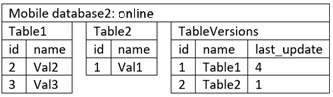 Mobile database2: online
Table1 Table2 TableVersions
id name id name id name last_update
2 Val2 1 Val1 1 Table1 4
3 Val3 2 Table2 1